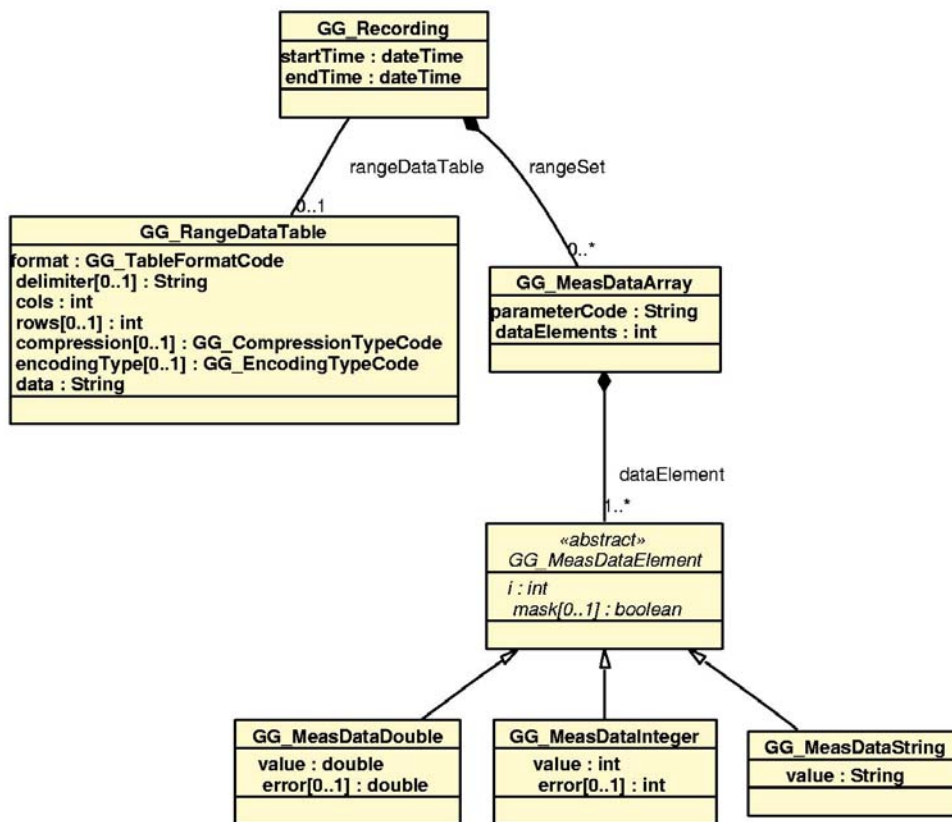 GG_Recording
startTime : dateTime
endTime : dateTime
rangeDataTable
rangeSet
0..1
0..*
GG_RangeDataTable
format : GG_TableFormatCode
delimiter[0..1] : String
cols : int
rows[0..1] : int
compression[0..1] : GG_CompressionTypeCode
encodingType[0..1] : GG_EncodingTypeCode
data : String
GG_MeasDataArray
parameterCode : String
dataElements : int
dataElement
1..*
«abstract»
GG_MeasDataElement
i : int
mask[0..1] : boolean
GG_MeasDataDouble
value : double
error[0..1] : double
GG_MeasDataInteger
value : int
error[0..1] : int
GG_MeasDataString
value : String